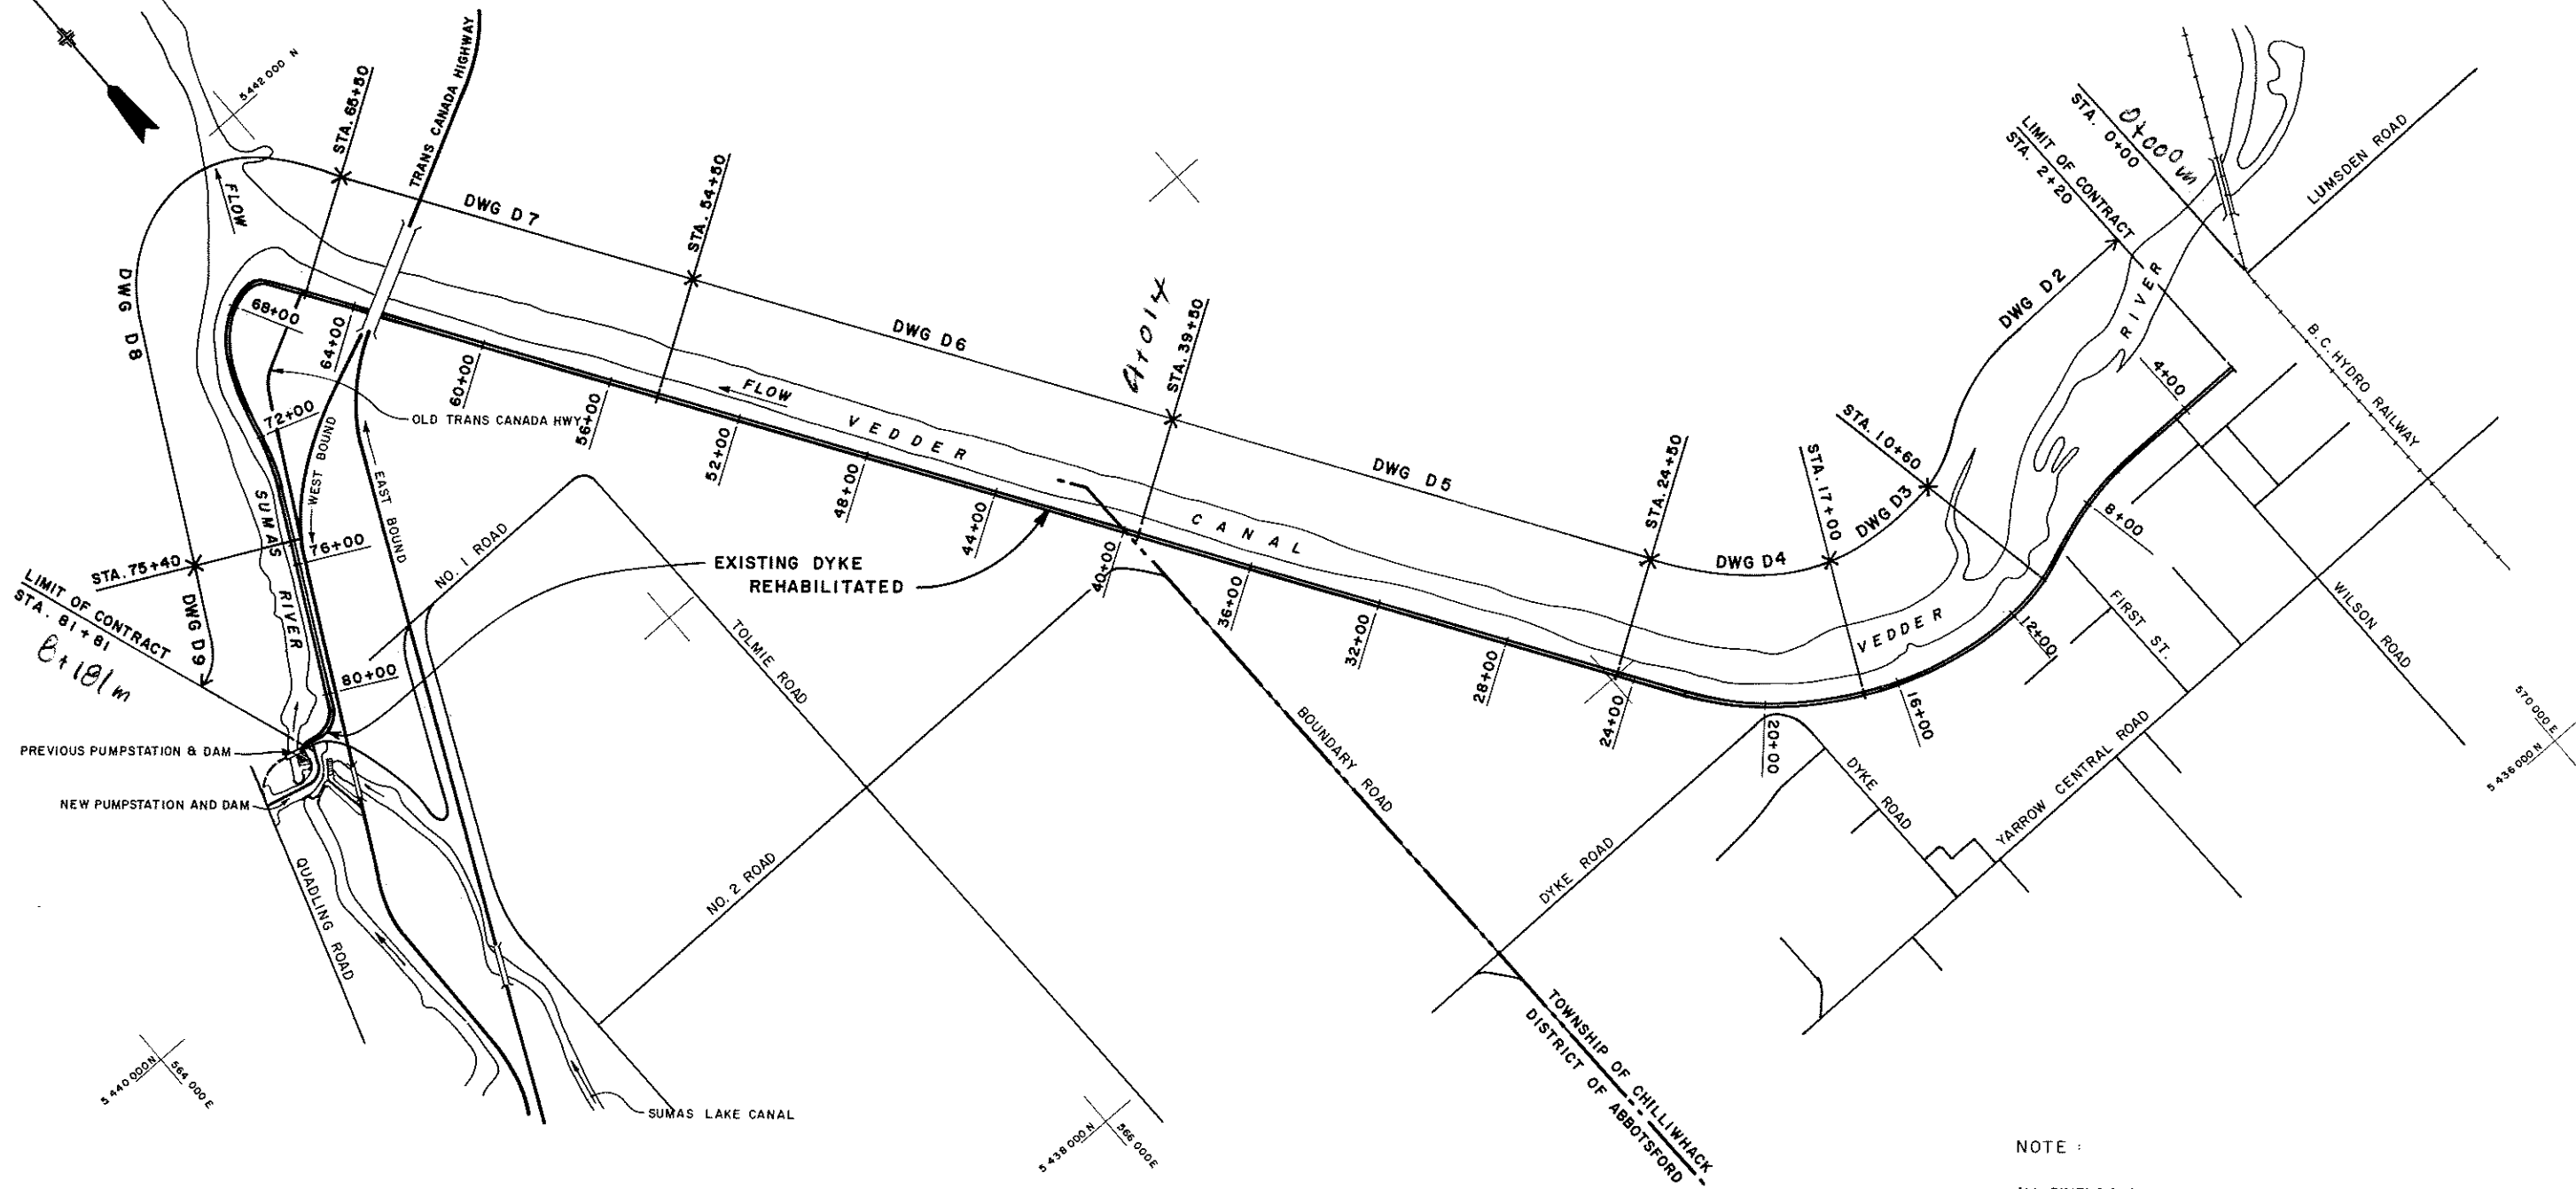 5 442 000 N
STA. 65+50
TRANS CANADA HIGHWAY
FLOW
DWG D7
STA. 54+50
DWG D6
4+014
STA. 39+50
DWG D5
STA. 24+50
DWG D4
STA. 17+00
DWG D3
STA. 10+60
DWG D2
LIMIT OF CONTRACT
STA. 2+20
STA. 0+00
0+000m
LUMSDEN ROAD
B.C. HYDRO RAILWAY
RIVER
DWG D8
68+00
64+00
60+00
56+00
52+00
48+00
44+00
40+00
36+00
32+00
28+00
24+00
20+00
16+00
12+00
8+00
4+00
FLOW
VEDDER
CANAL
VEDDER
72+00
OLD TRANS CANADA HWY
WEST BOUND
EAST BOUND
SUMAS
RIVER
76+00
80+00
STA. 75+40
DWG D9
LIMIT OF CONTRACT
STA. 81+81
8+181m
NO. 1 ROAD
EXISTING DYKE
REHABILITATED
TOLMIE ROAD
BOUNDARY ROAD
NO. 2 ROAD
PREVIOUS PUMPSTATION & DAM
NEW PUMPSTATION AND DAM
QUADLING ROAD
FIRST ST.
WILSON ROAD
YARROW CENTRAL ROAD
DYKE ROAD
DYKE ROAD
570 000 E
5 436 000 N
5 440 000 N
564 000 E
SUMAS LAKE CANAL
5 438 000 N
566 000 E
TOWNSHIP OF CHILLIWHACK
DISTRICT OF ABBOTSFORD
NOTE :